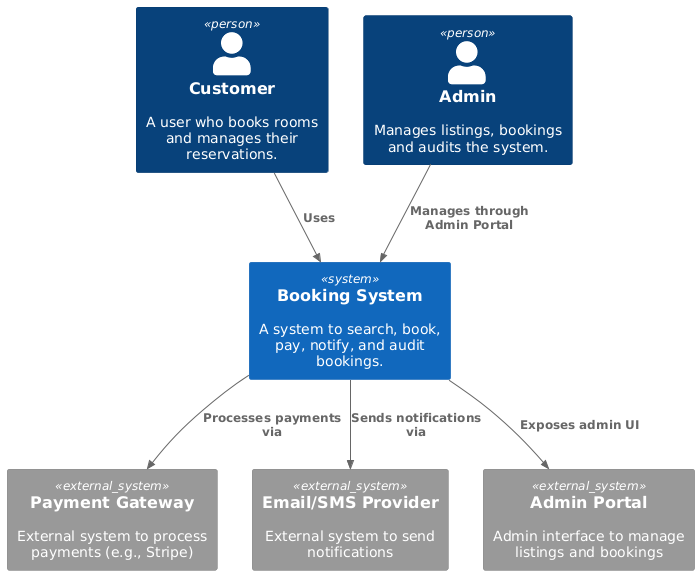 «person»
Customer
A user who books rooms
and manages their
reservations.
«person»
Admin
Manages listings, bookings
and audits the system.
Uses
Manages through
Admin Portal
«system»
Booking System
A system to search, book,
pay, notify, and audit
bookings.
Processes payments
via
Sends notifications
via
Exposes admin UI
«external_system»
Payment Gateway
External system to process
payments (e.g., Stripe)
«external_system»
Email/SMS Provider
External system to send
notifications
«external_system»
Admin Portal
Admin interface to manage
listings and bookings